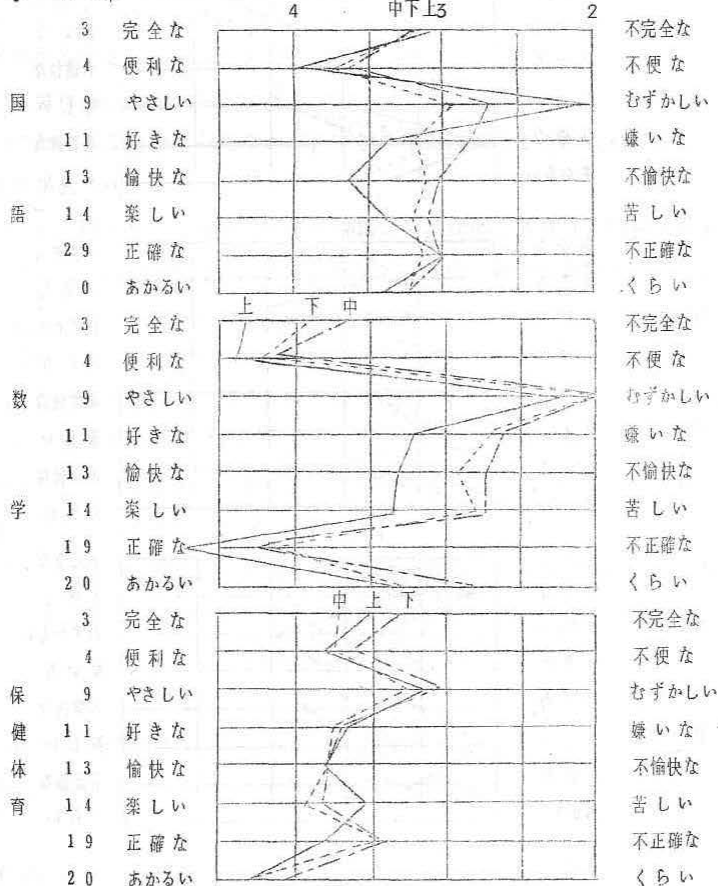 4 中下上3 2
3 完全な 不完全な
4 便利な 不便な
国 9 やさしい むずかしい
11 好きな 嫌いな
13 愉快な 不愉快な
語 14 楽しい 苦しい
29 正確な 不正確な
0 あかるい くらい
上 下 中
3 完全な 不完全な
4 便利な 不便な
数 9 やさしい むずかしい
11 好きな 嫌いな
13 愉快な 不愉快な
学 14 楽しい 苦しい
19 正確な 不正確な
20 あかるい くらい
中 上 下
3 完全な 不完全な
4 便利な 不便な
保 9 やさしい むずかしい
健 11 好きな 嫌いな
体 13 愉快な 不愉快な
育 14 楽しい 苦しい
19 正確な 不正確な
20 あかるい くらい